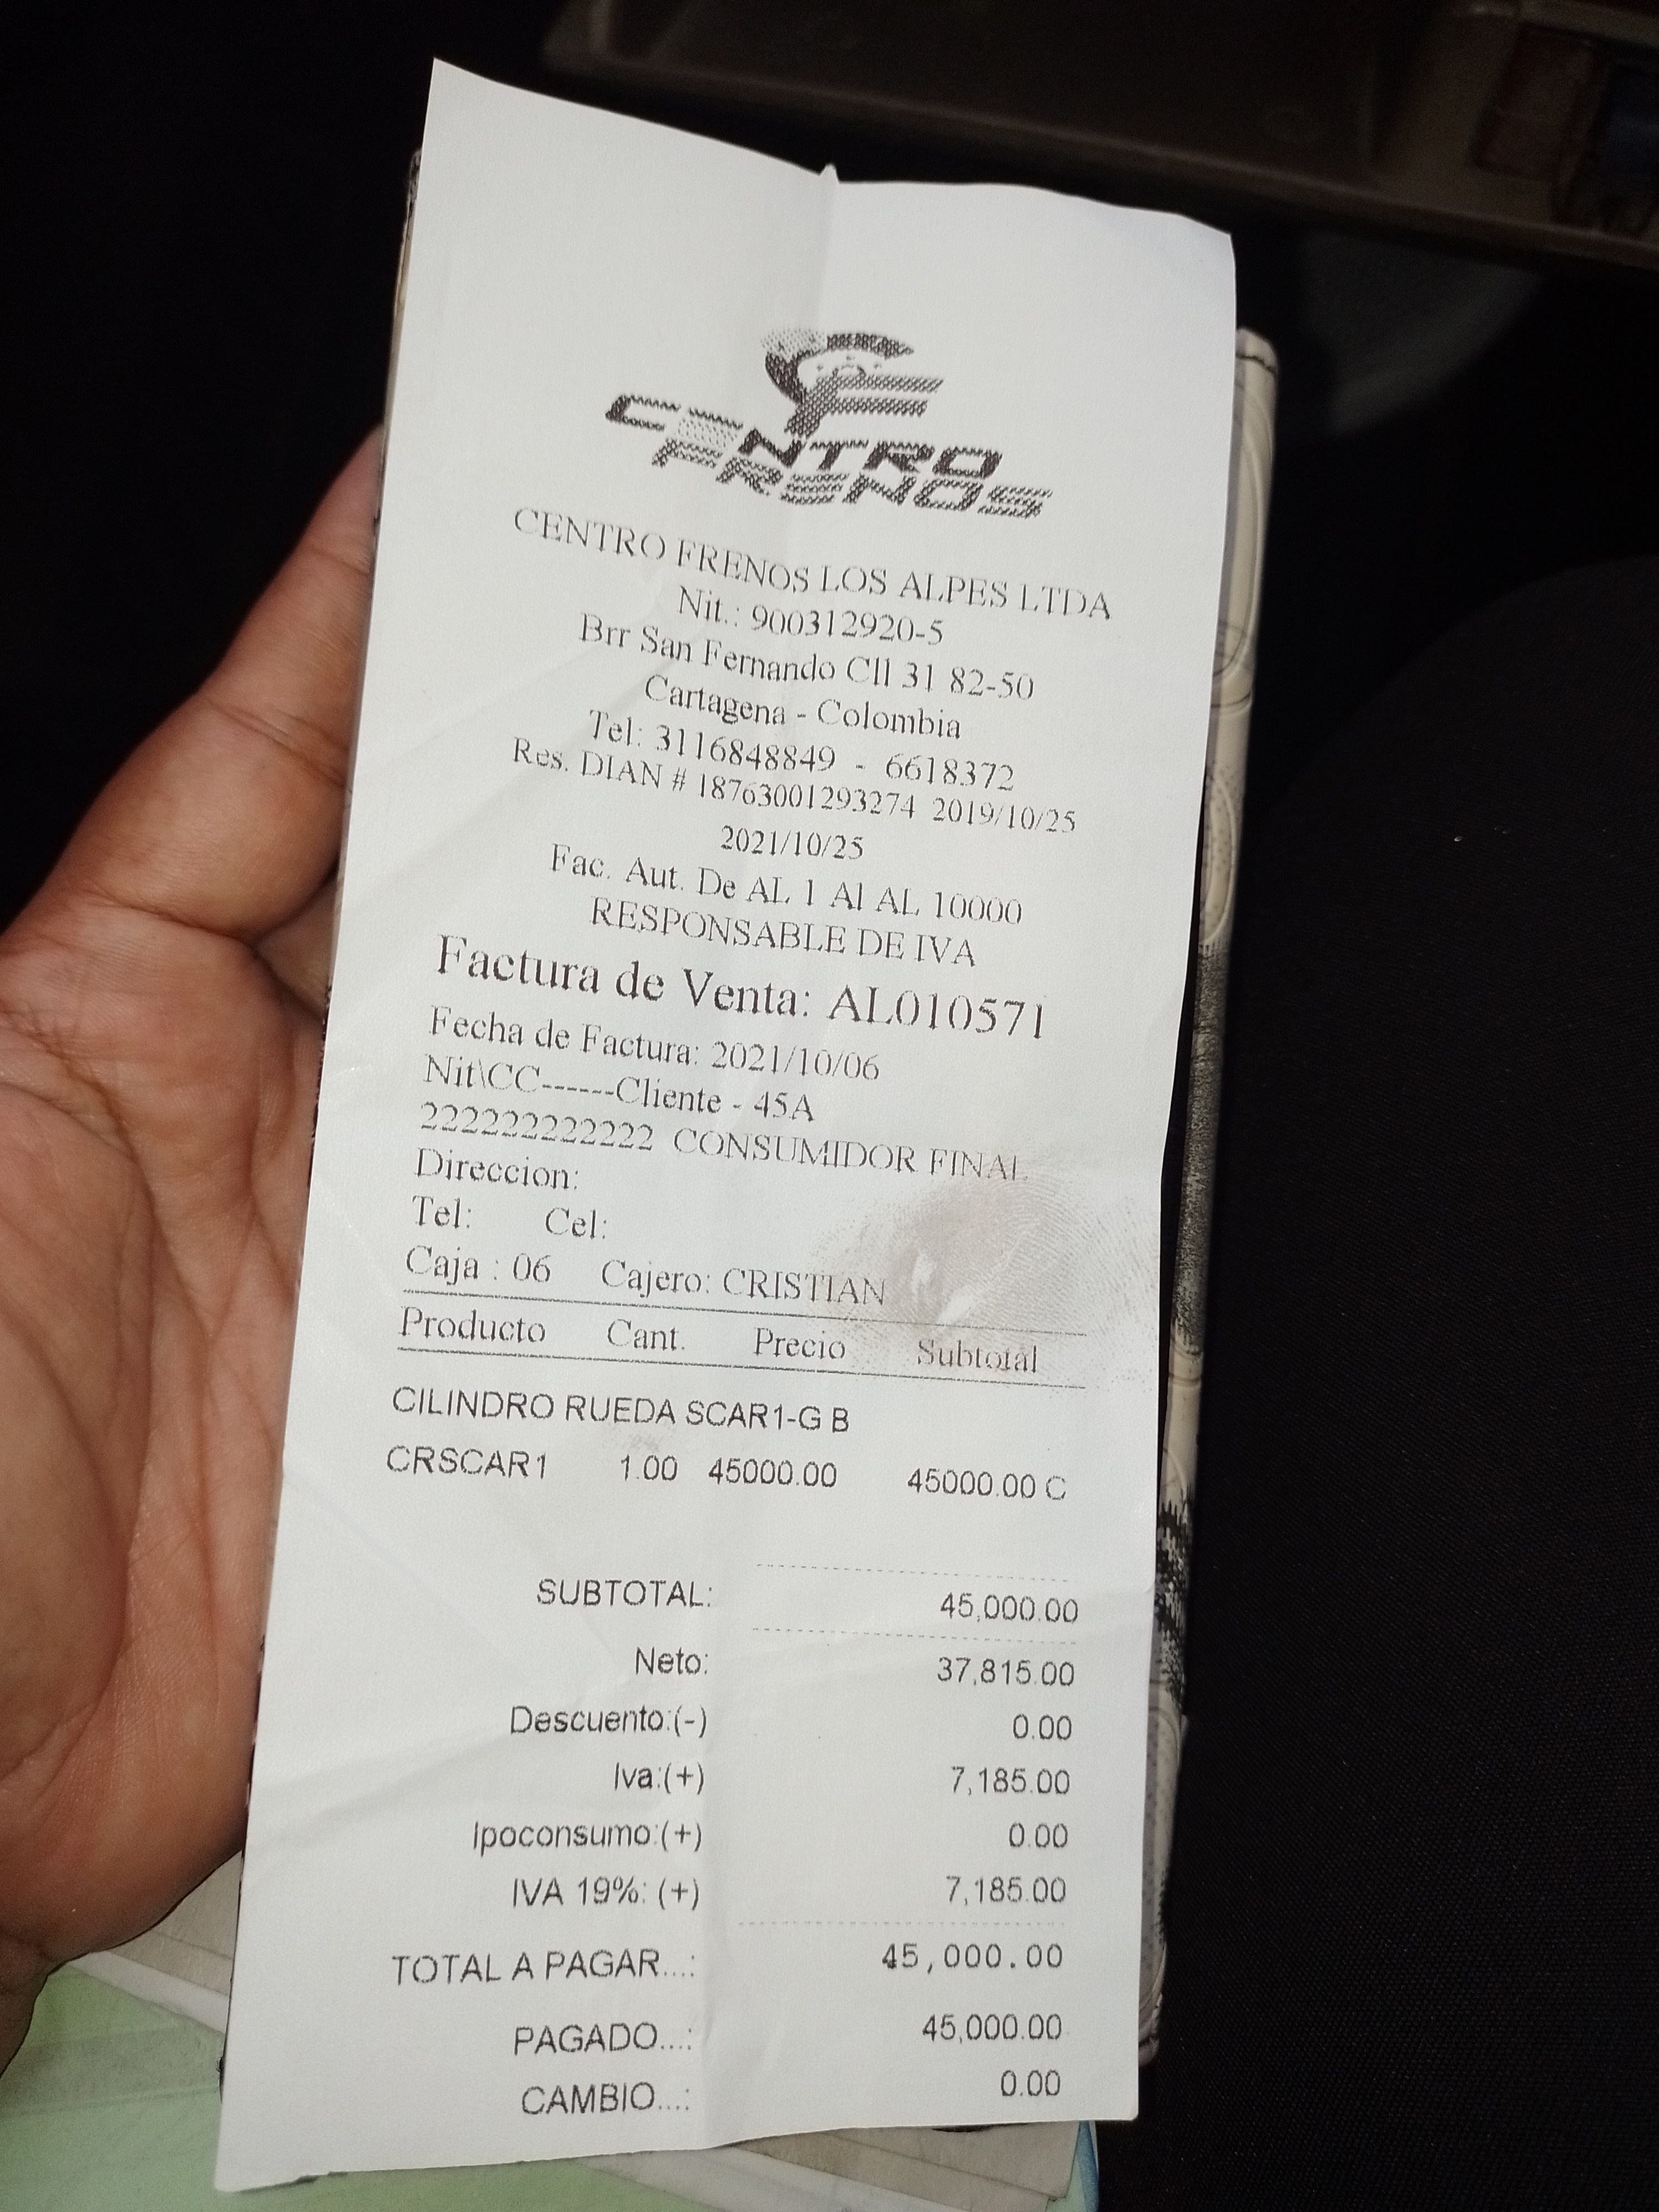 CENTRO
FRENOS
CENTRO FRENOS LOS ALPES LTDA
Nit.: 900312920-5
Brr San Fernando Cll 31 82-50
Cartagena - Colombia
Tel: 3116848849 - 6618372
Res. DIAN # 18763001293274 2019/10/25
2021/10/25
Fac. Aut. De AL 1 Al AL 10000
RESPONSABLE DE IVA
Factura de Venta: AL010571
Fecha de Factura: 2021/10/06
Nit\CC------Cliente - 45A
222222222222 CONSUMIDOR FINAL
Direccion:
Tel: Cel:
Caja : 06 Cajero: CRISTIAN
Producto Cant. Precio Subtotal
CILINDRO RUEDA SCAR1-G B
CRSCAR1 1.00 45000.00 45000.00 C
SUBTOTAL: 45,000.00
Neto: 37,815.00
Descuento:(-) 0.00
Iva:(+) 7,185.00
Ipoconsumo:(+) 0.00
IVA 19%: (+) 7,185.00
TOTAL A PAGAR...: 45,000.00
PAGADO...: 45,000.00
CAMBIO...: 0.00